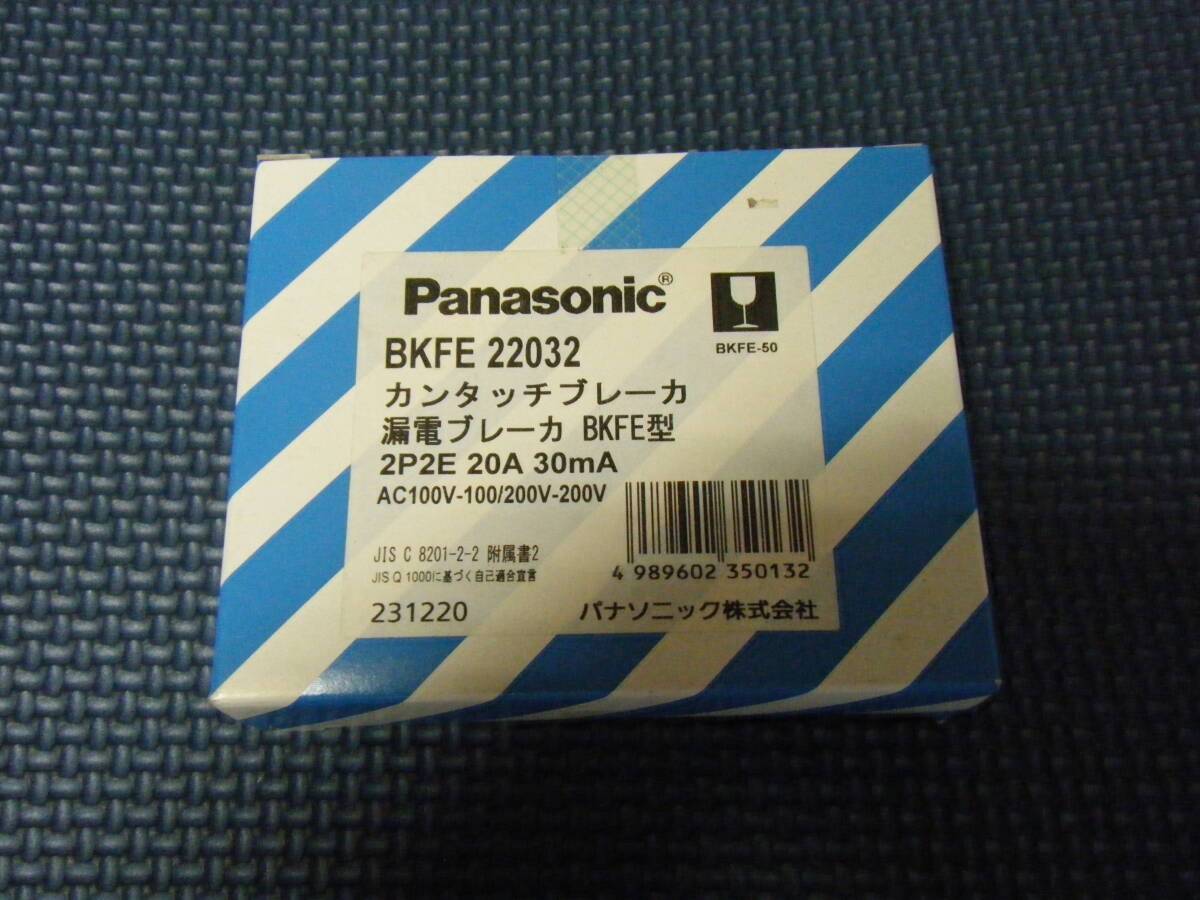 Panasonic®
BKFE-50
BKFE 22032
カンタッチブレーカ
漏電ブレーカ BKFE型
2P2E 20A 30mA
AC100V-100/200V-200V
JIS C 8201-2-2 附属書2
JIS Q 1000に基づく自己適合宣言
4 989602 350132
231220 パナソニック株式会社